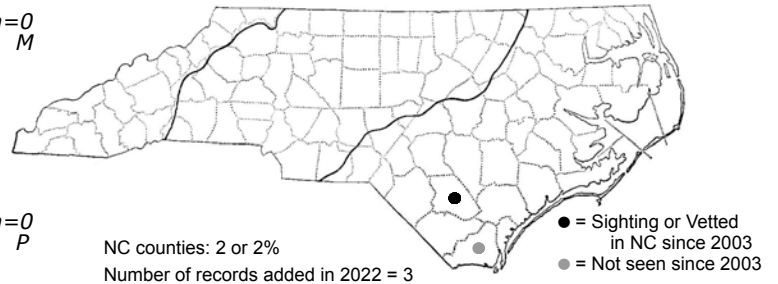 n=0
M
n=0
P
NC counties: 2 or 2%
Number of records added in 2022 = 3
= Sighting or Vetted
in NC since 2003
= Not seen since 2003